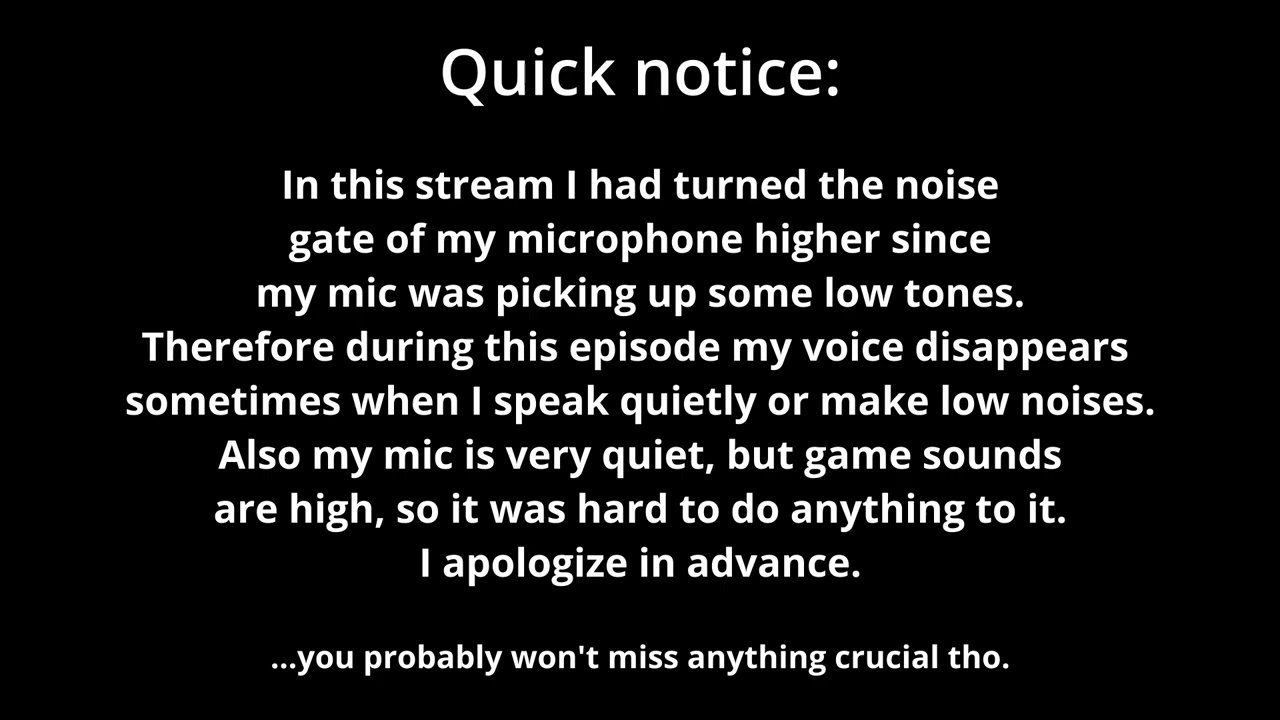 Quick notice:
In this stream I had turned the noise
gate of my microphone higher since
my mic was picking up some low tones.
Therefore during this episode my voice disappears
sometimes when I speak quietly or make low noises.
Also my mic is very quiet, but game sounds
are high, so it was hard to do anything to it.
I apologize in advance.
...you probably won't miss anything crucial tho.